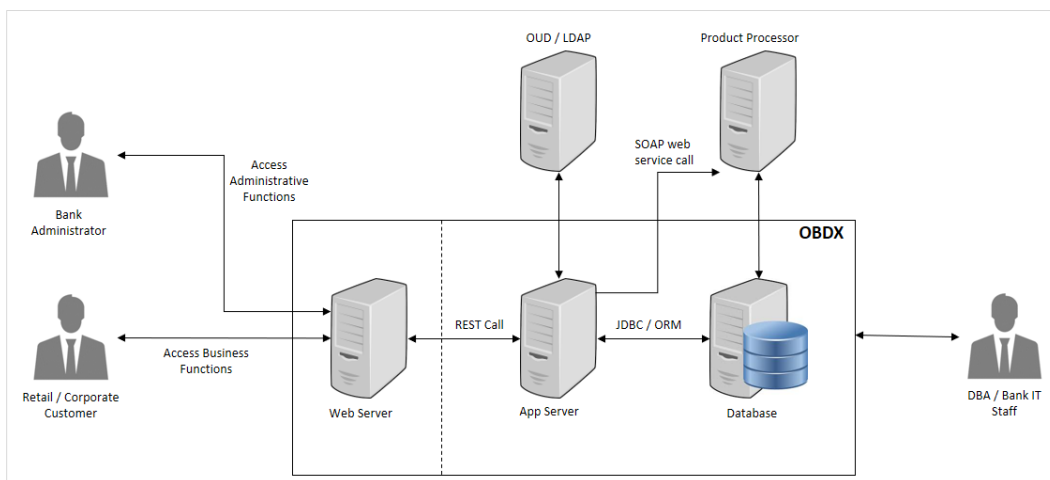 OUD / LDAP
Product Processor
SOAP web
service call
Access
Administrative
Functions
Bank
Administrator
OBDX
REST Call
JDBC / ORM
Access Business
Functions
Retail / Corporate
Customer
Web Server
App Server
Database
DBA / Bank IT
Staff